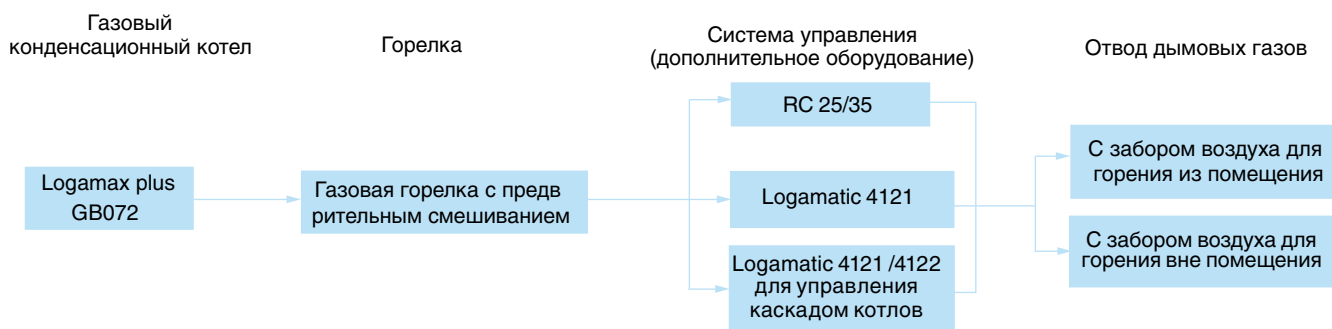 Газовый
конденсационный котел
Горелка
Система управления
(дополнительное оборудование)
Отвод дымовых газов
Logamax plus
GB072
Газовая горелка с предв
рительным смешиванием
RC 25/35
Logamatic 4121
Logamatic 4121 /4122
для управления
каскадом котлов
С забором воздуха для
горения из помещения
С забором воздуха для
горения вне помещения